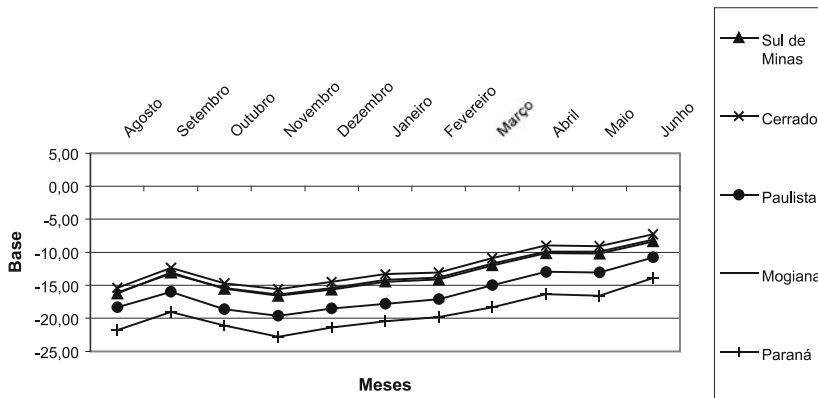 Agosto
Setembro
Outubro
Novembro
Dezembro
Janeiro
Fevereiro
Março
Abril
Maio
Junho
5,00
0,00
-5,00
-10,00
-15,00
-20,00
-25,00
Base
Meses
Sul de
Minas
Cerrado
Paulista
Mogiana
Paraná